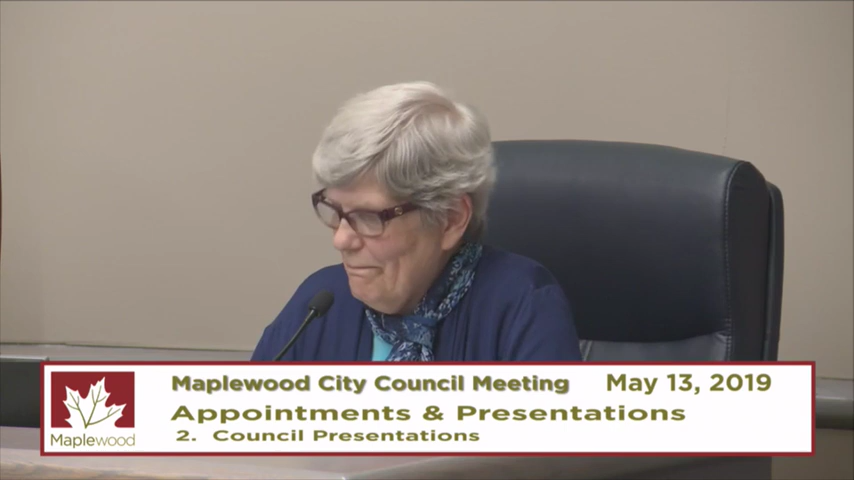 Maplewood City Council Meeting May 13, 2019
Appointments & Presentations
2. Council Presentations
Maplewood